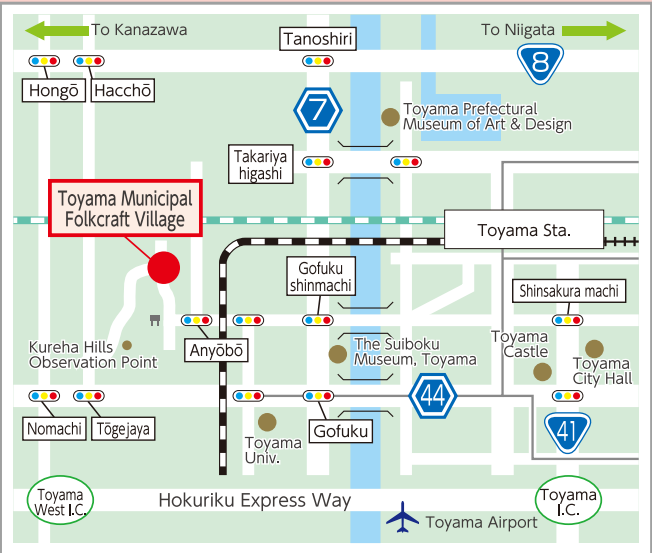 To Kanazawa
To Niigata
Tanoshiri
8
Hongō
Hacchō
7
Toyama Prefectural
Museum of Art & Design
Takariya
higashi
Toyama Municipal
Folkcraft Village
Toyama Sta.
Gofuku
shinmachi
Shinsakura machi
Anyōbō
Kureha Hills
Observation Point
The Suiboku
Museum, Toyama
Toyama
Castle
Toyama
City Hall
44
Nomachi
Tōgejaya
Toyama
Univ.
Gofuku
41
Toyama
West I.C.
Hokuriku Express Way
Toyama
I.C.
Toyama Airport